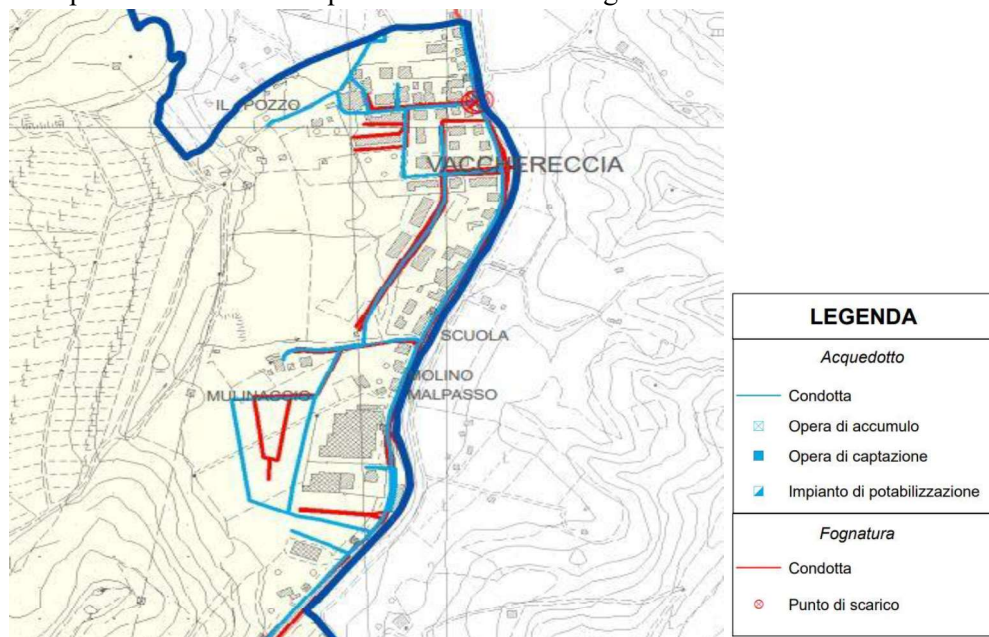 IL POZZO
VACCHERECCIA
SCUOLA
MOLINO
MALPASSO
MULINACCIO
LEGENDA
Acquedotto
Condotta
Opera di accumulo
Opera di captazione
Impianto di potabilizzazione
Fognatura
Condotta
Punto di scarico